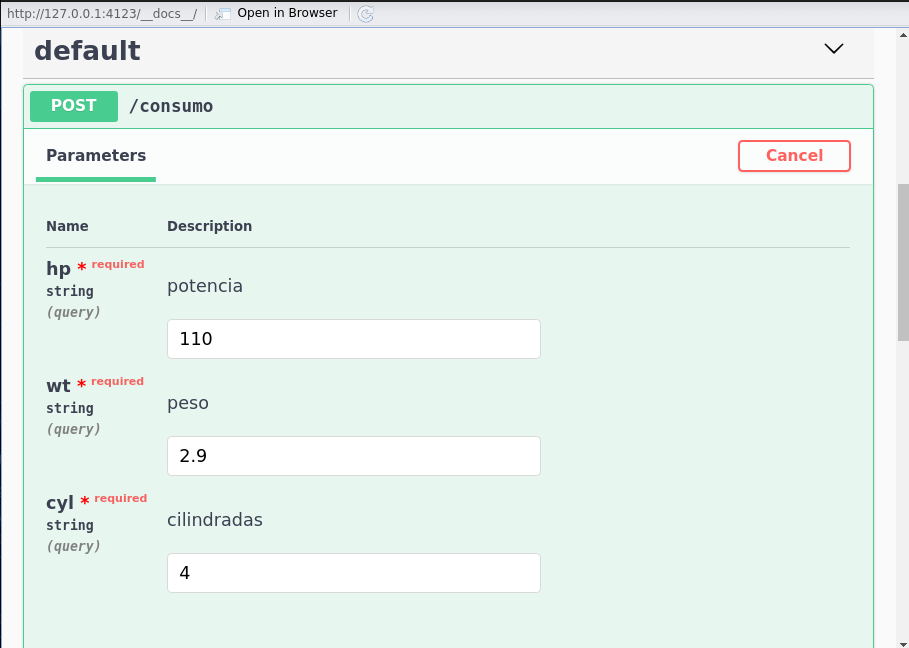 http://127.0.0.1:4123/__docs__/ Open in Browser
default
POST /consumo
Parameters Cancel
Name Description
hp * required
string
(query)
potencia
110
wt * required
string
(query)
peso
2.9
cyl * required
string
(query)
cilindradas
4